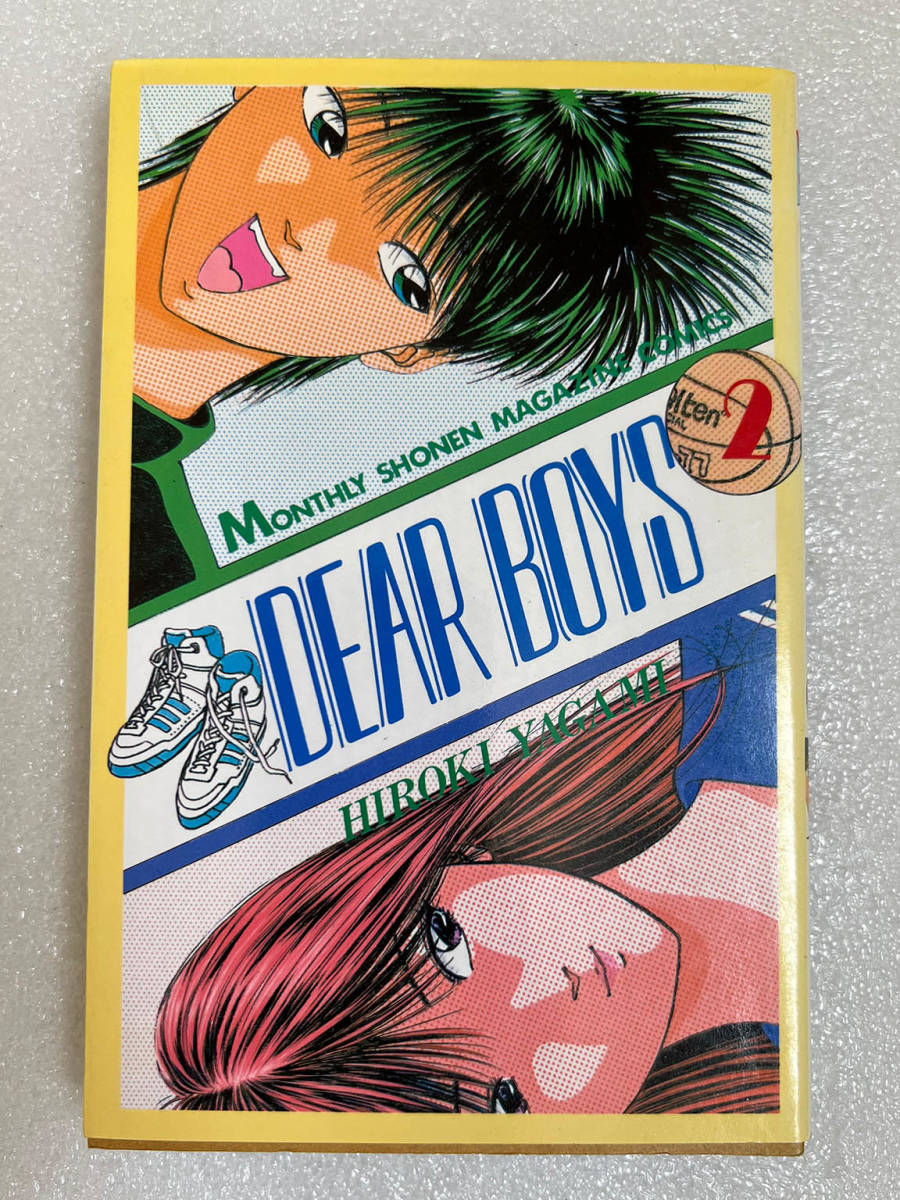 MONTHLY SHONEN MAGAZINE COMICS
2
DEAR BOYS
HIROKI YAGAMI